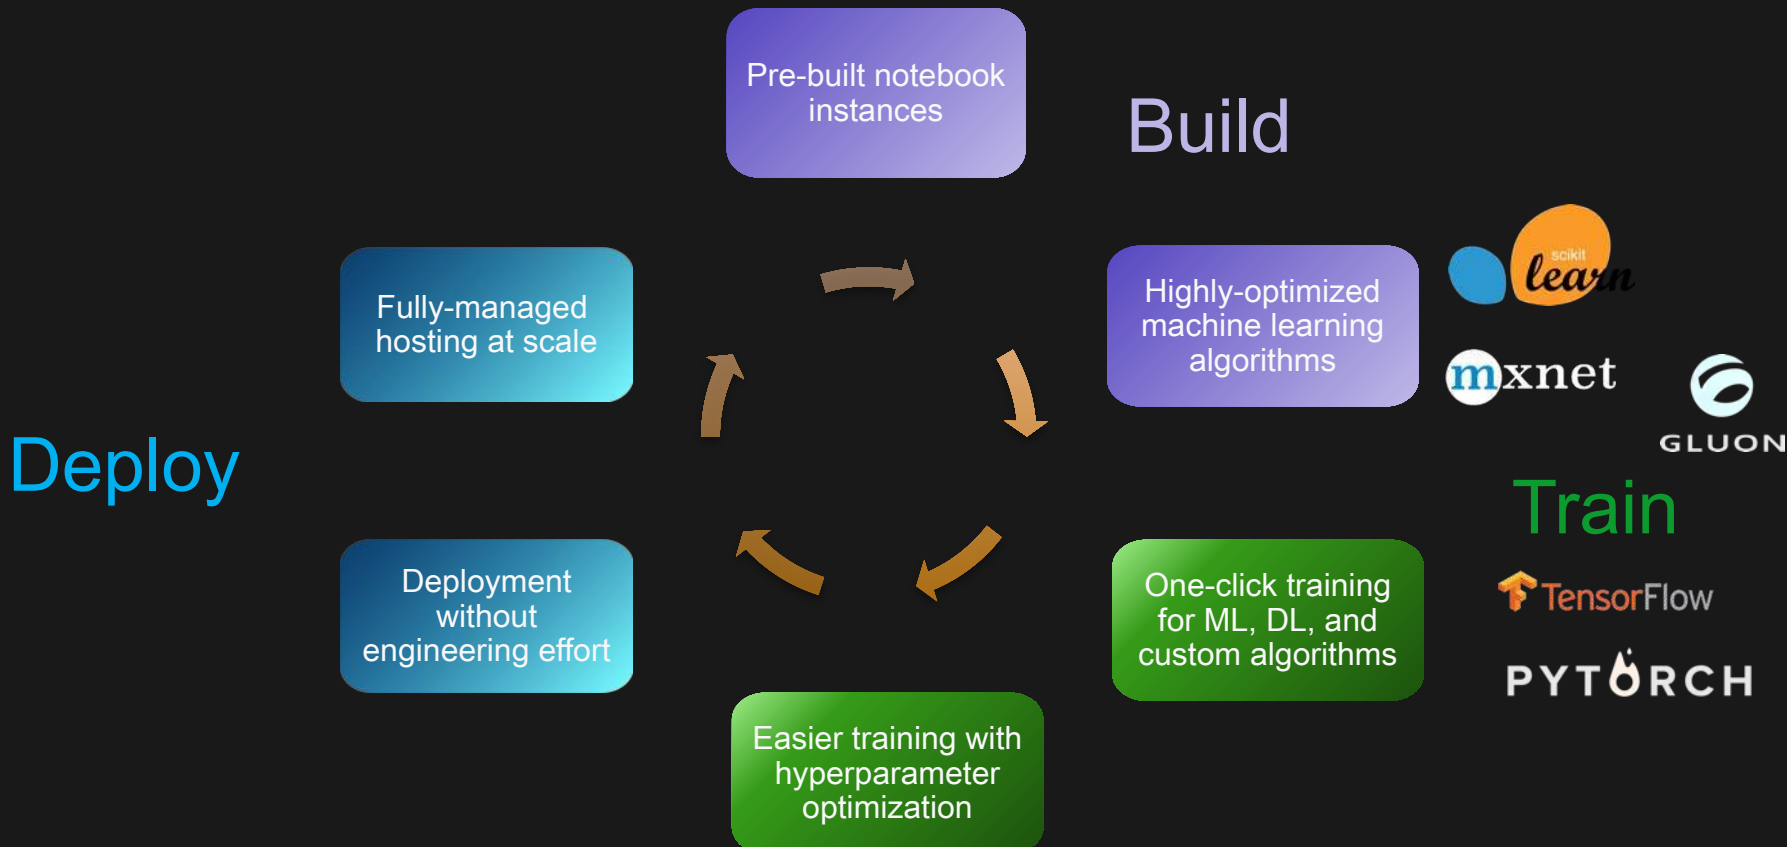 Pre-built notebook
instances
Build
Highly-optimized
machine learning
algorithms
scikit
learn
mxnet
GLUON
Train
One-click training
for ML, DL, and
custom algorithms
TensorFlow
PYTORCH
Easier training with
hyperparameter
optimization
Deployment
without
engineering effort
Deploy
Fully-managed
hosting at scale